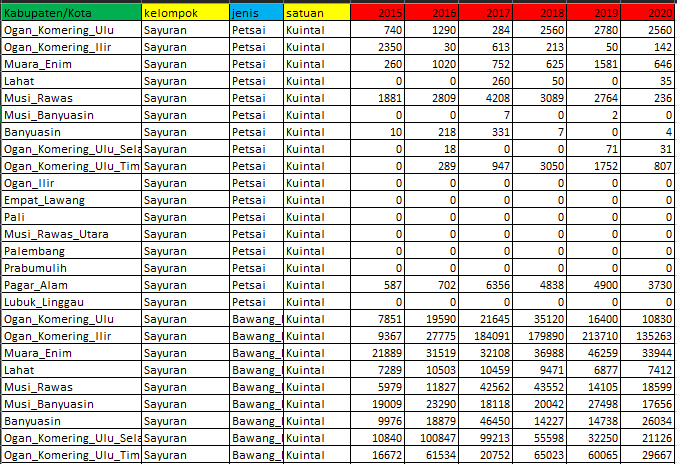 Kabupaten/Kota kelompok jenis satuan 2015 2016 2017 2018 2019 2020
Ogan_Komering_Ulu Sayuran Petsai Kuintal 740 1290 284 2560 2780 2560
Ogan_Komering_Ilir Sayuran Petsai Kuintal 2350 30 613 213 50 142
Muara_Enim Sayuran Petsai Kuintal 260 1020 752 625 1581 646
Lahat Sayuran Petsai Kuintal 0 0 260 50 0 35
Musi_Rawas Sayuran Petsai Kuintal 1881 2809 4208 3089 2764 236
Musi_Banyuasin Sayuran Petsai Kuintal 0 0 7 0 2 0
Banyuasin Sayuran Petsai Kuintal 10 218 331 7 0 4
Ogan_Komering_Ulu_Sela Sayuran Petsai Kuintal 0 18 0 0 71 31
Ogan_Komering_Ulu_Tim Sayuran Petsai Kuintal 0 289 947 3050 1752 807
Ogan_Ilir Sayuran Petsai Kuintal 0 0 0 0 0 0
Empat_Lawang Sayuran Petsai Kuintal 0 0 0 0 0 0
Pali Sayuran Petsai Kuintal 0 0 0 0 0 0
Musi_Rawas_Utara Sayuran Petsai Kuintal 0 0 0 0 0 0
Palembang Sayuran Petsai Kuintal 0 0 0 0 0 0
Prabumulih Sayuran Petsai Kuintal 0 0 0 0 0 0
Pagar_Alam Sayuran Petsai Kuintal 587 702 6356 4838 4900 3730
Lubuk_Linggau Sayuran Petsai Kuintal 0 0 0 0 0 0
Ogan_Komering_Ulu Sayuran Bawang_ Kuintal 7851 19590 21645 35120 16400 10830
Ogan_Komering_Ilir Sayuran Bawang_ Kuintal 9367 27775 184091 179890 213710 135263
Muara_Enim Sayuran Bawang_ Kuintal 21889 31519 32108 36988 46259 33944
Lahat Sayuran Bawang_ Kuintal 7289 10503 10459 9471 6877 7412
Musi_Rawas Sayuran Bawang_ Kuintal 5979 11827 42562 43552 14105 18599
Musi_Banyuasin Sayuran Bawang_ Kuintal 19009 23290 18118 20042 27498 17656
Banyuasin Sayuran Bawang_ Kuintal 9976 18879 46450 14227 14738 26034
Ogan_Komering_Ulu_Sela Sayuran Bawang_ Kuintal 10840 100847 99213 55598 32250 21126
Ogan_Komering_Ulu_Tim Sayuran Bawang_ Kuintal 16672 61534 20752 65023 60065 29667